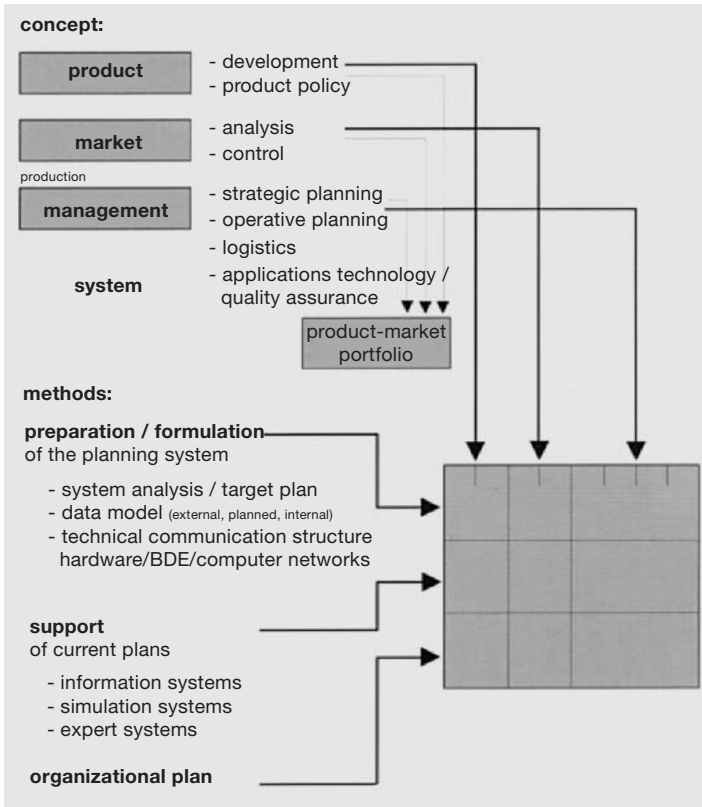 concept:
product
- development
- product policy
market
- analysis
- control
production
management
- strategic planning
- operative planning
- logistics
system
- applications technology /
quality assurance
product-market
portfolio
methods:
preparation / formulation
of the planning system
- system analysis / target plan
- data model (external, planned, internal)
- technical communication structure
hardware/BDE/computer networks
support
of current plans
- information systems
- simulation systems
- expert systems
organizational plan